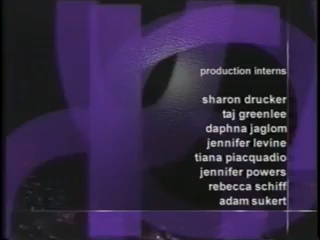 production interns
sharon drucker
taj greenlee
daphna jaglom
jennifer levine
tiana piacquadio
jennifer powers
rebecca schiff
adam sukert